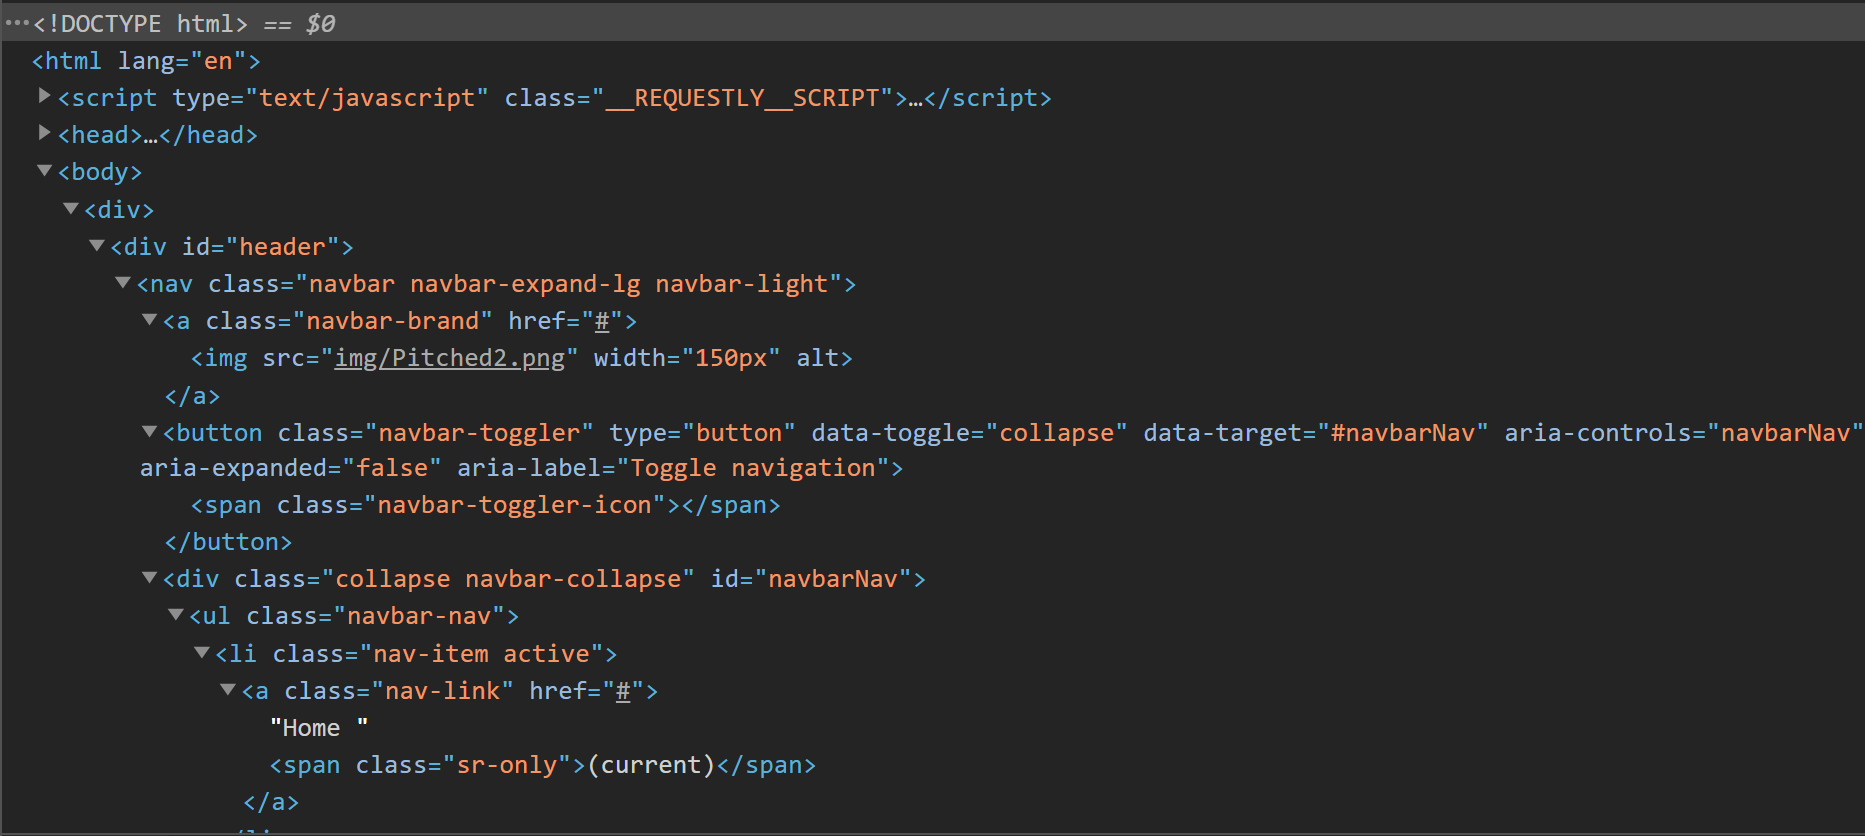 …<!DOCTYPE html> == $0
<html lang="en">
<script type="text/javascript" class="__REQUESTLY__SCRIPT">…</script>
<head>…</head>
<body>
<div>
<div id="header">
<nav class="navbar navbar-expand-lg navbar-light">
<a class="navbar-brand" href="#">
<img src="img/Pitched2.png" width="150px" alt>
</a>
<button class="navbar-toggler" type="button" data-toggle="collapse" data-target="#navbarNav" aria-controls="navbarNav"
aria-expanded="false" aria-label="Toggle navigation">
<span class="navbar-toggler-icon"></span>
</button>
<div class="collapse navbar-collapse" id="navbarNav">
<ul class="navbar-nav">
<li class="nav-item active">
<a class="nav-link" href="#">
"Home "
<span class="sr-only">(current)</span>
</a>